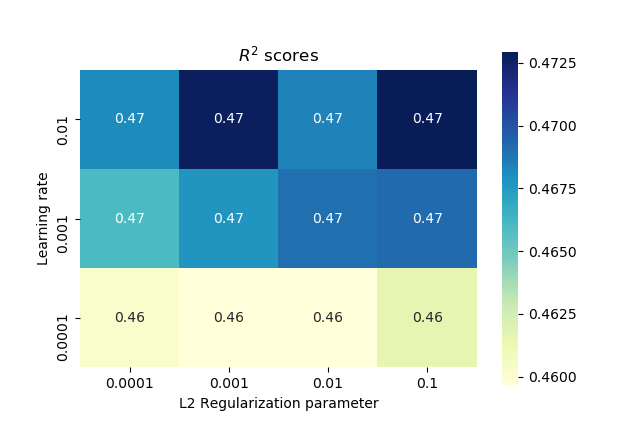 R² scores
0.01
0.47 0.47 0.47 0.47
0.001
0.47 0.47 0.47 0.47
0.0001
0.46 0.46 0.46 0.46
0.0001 0.001 0.01 0.1
L2 Regularization parameter
Learning rate
0.4725
0.4700
0.4675
0.4650
0.4625
0.4600